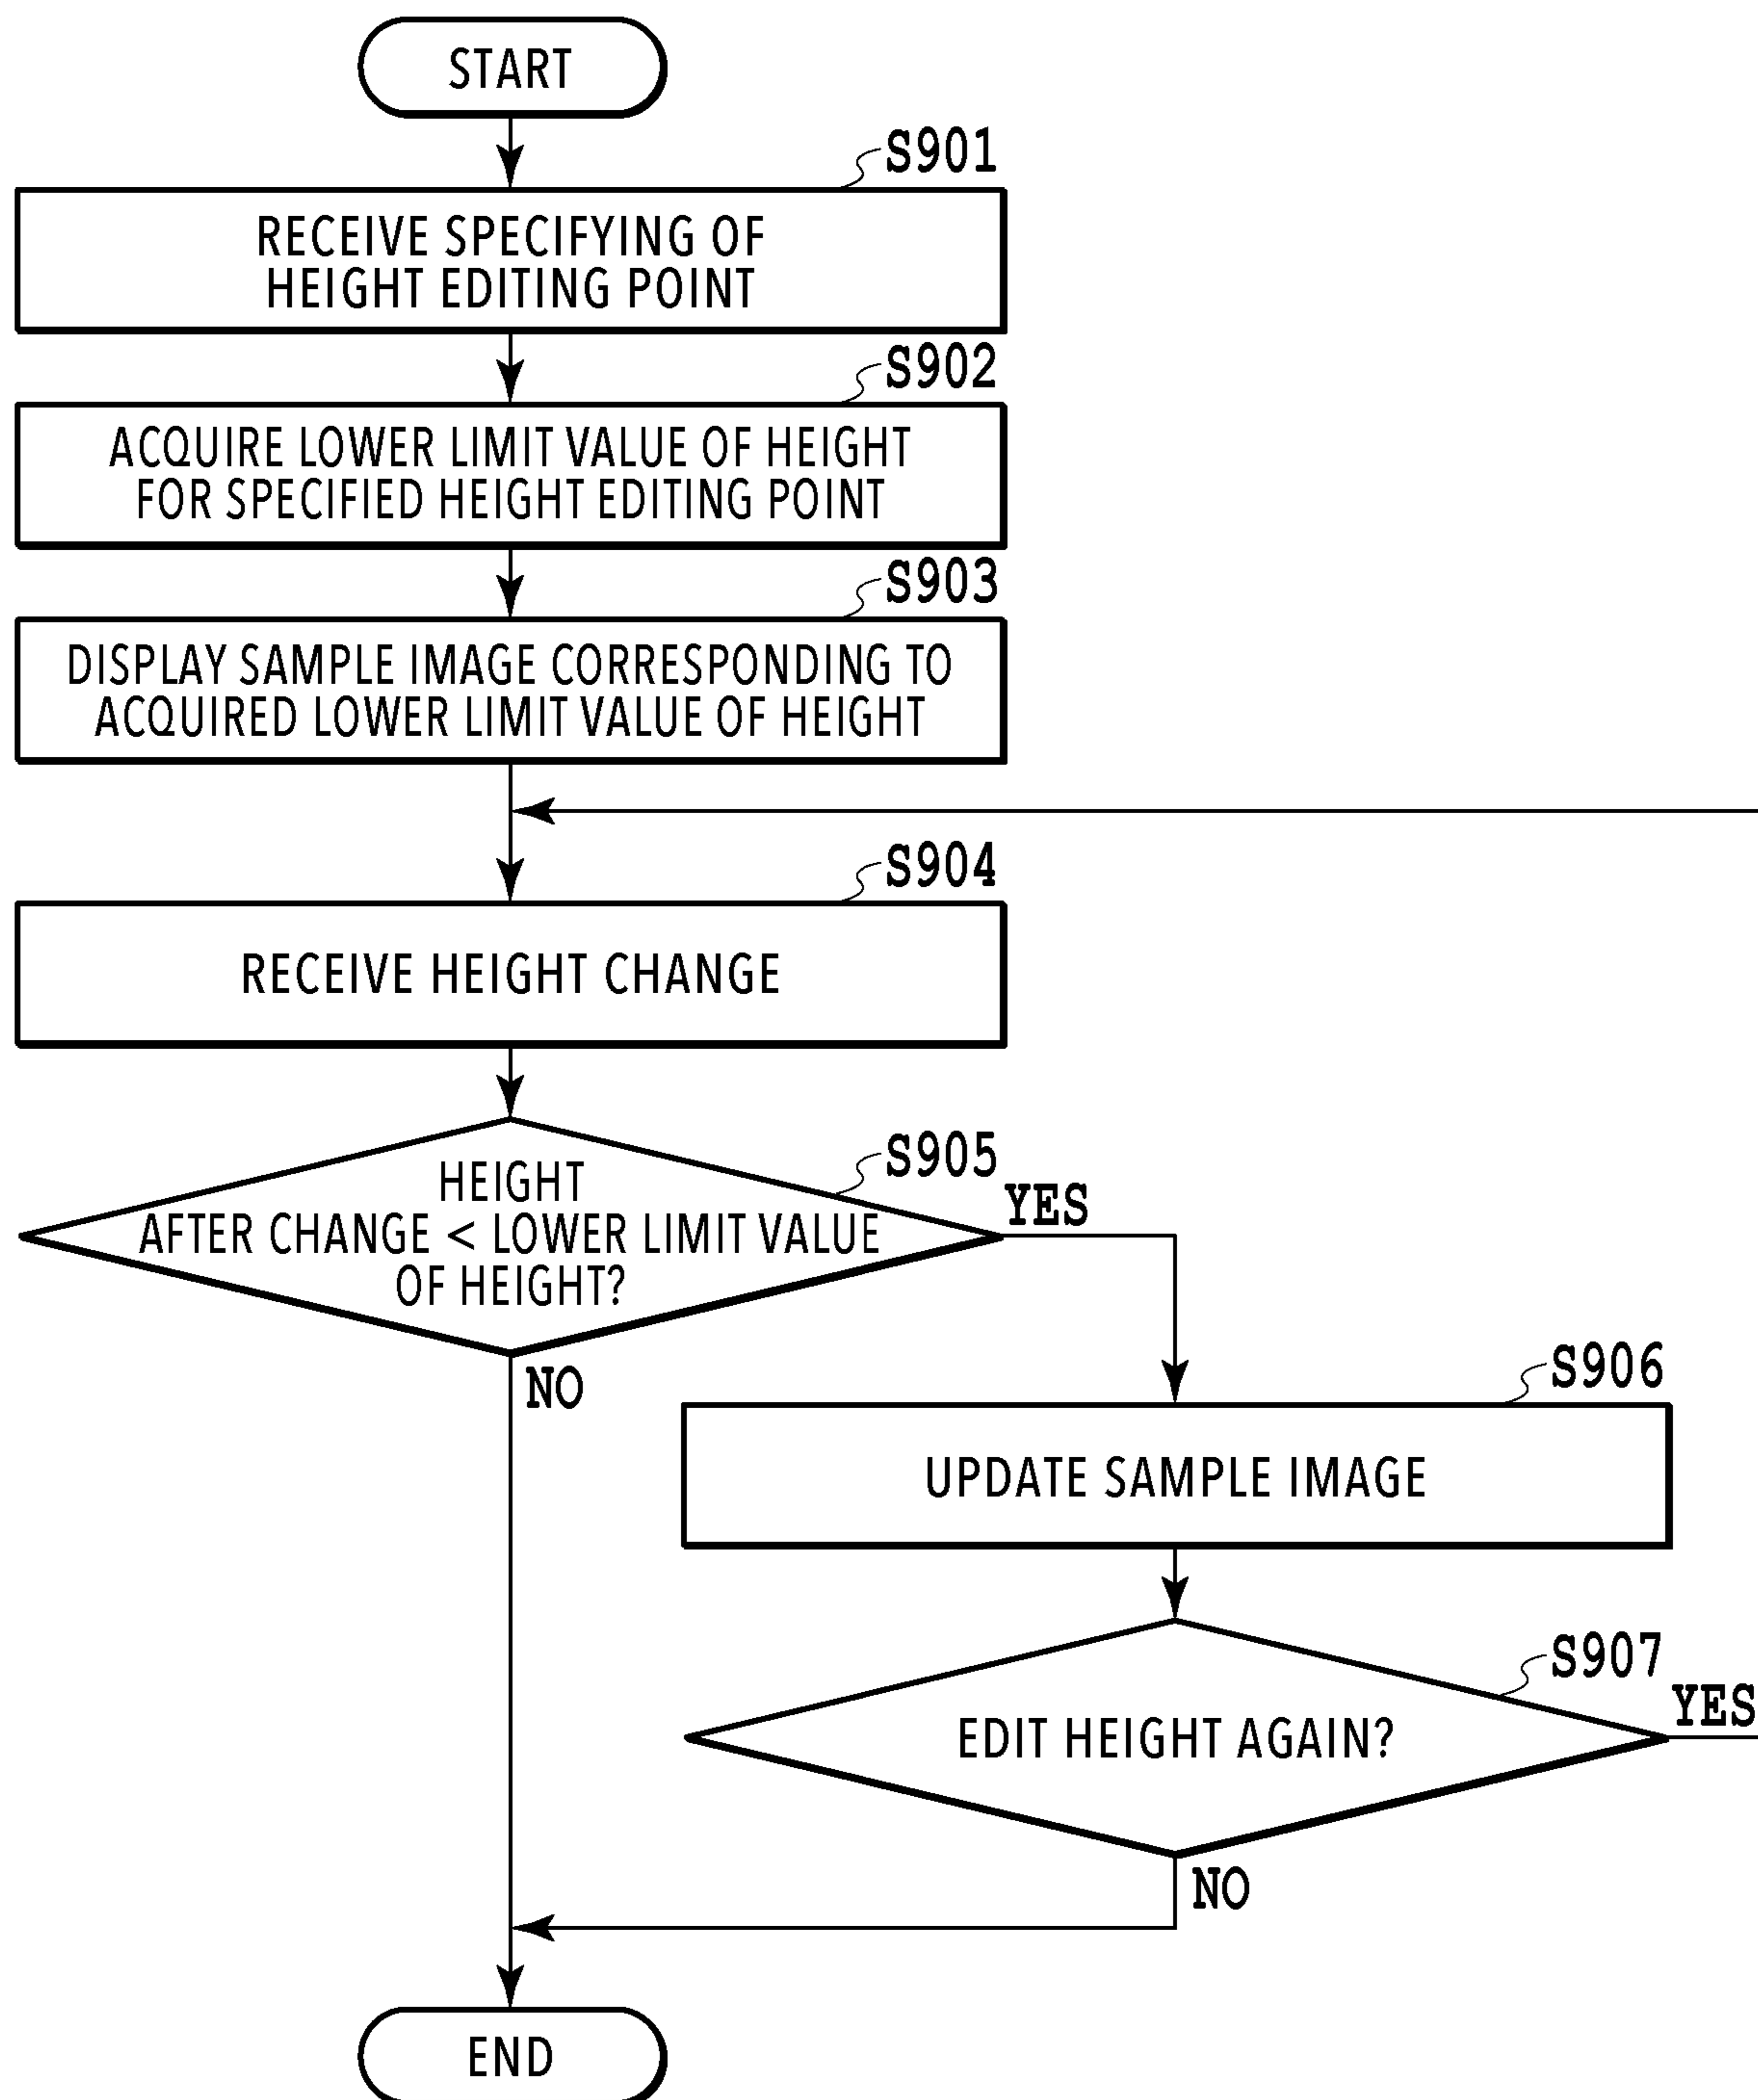 START
S901
RECEIVE SPECIFYING OF
HEIGHT EDITING POINT
S902
ACQUIRE LOWER LIMIT VALUE OF HEIGHT
FOR SPECIFIED HEIGHT EDITING POINT
S903
DISPLAY SAMPLE IMAGE CORRESPONDING TO
ACQUIRED LOWER LIMIT VALUE OF HEIGHT
S904
RECEIVE HEIGHT CHANGE
S905
HEIGHT
AFTER CHANGE < LOWER LIMIT VALUE
OF HEIGHT?
YES
NO
S906
UPDATE SAMPLE IMAGE
S907
EDIT HEIGHT AGAIN?
YES
NO
END